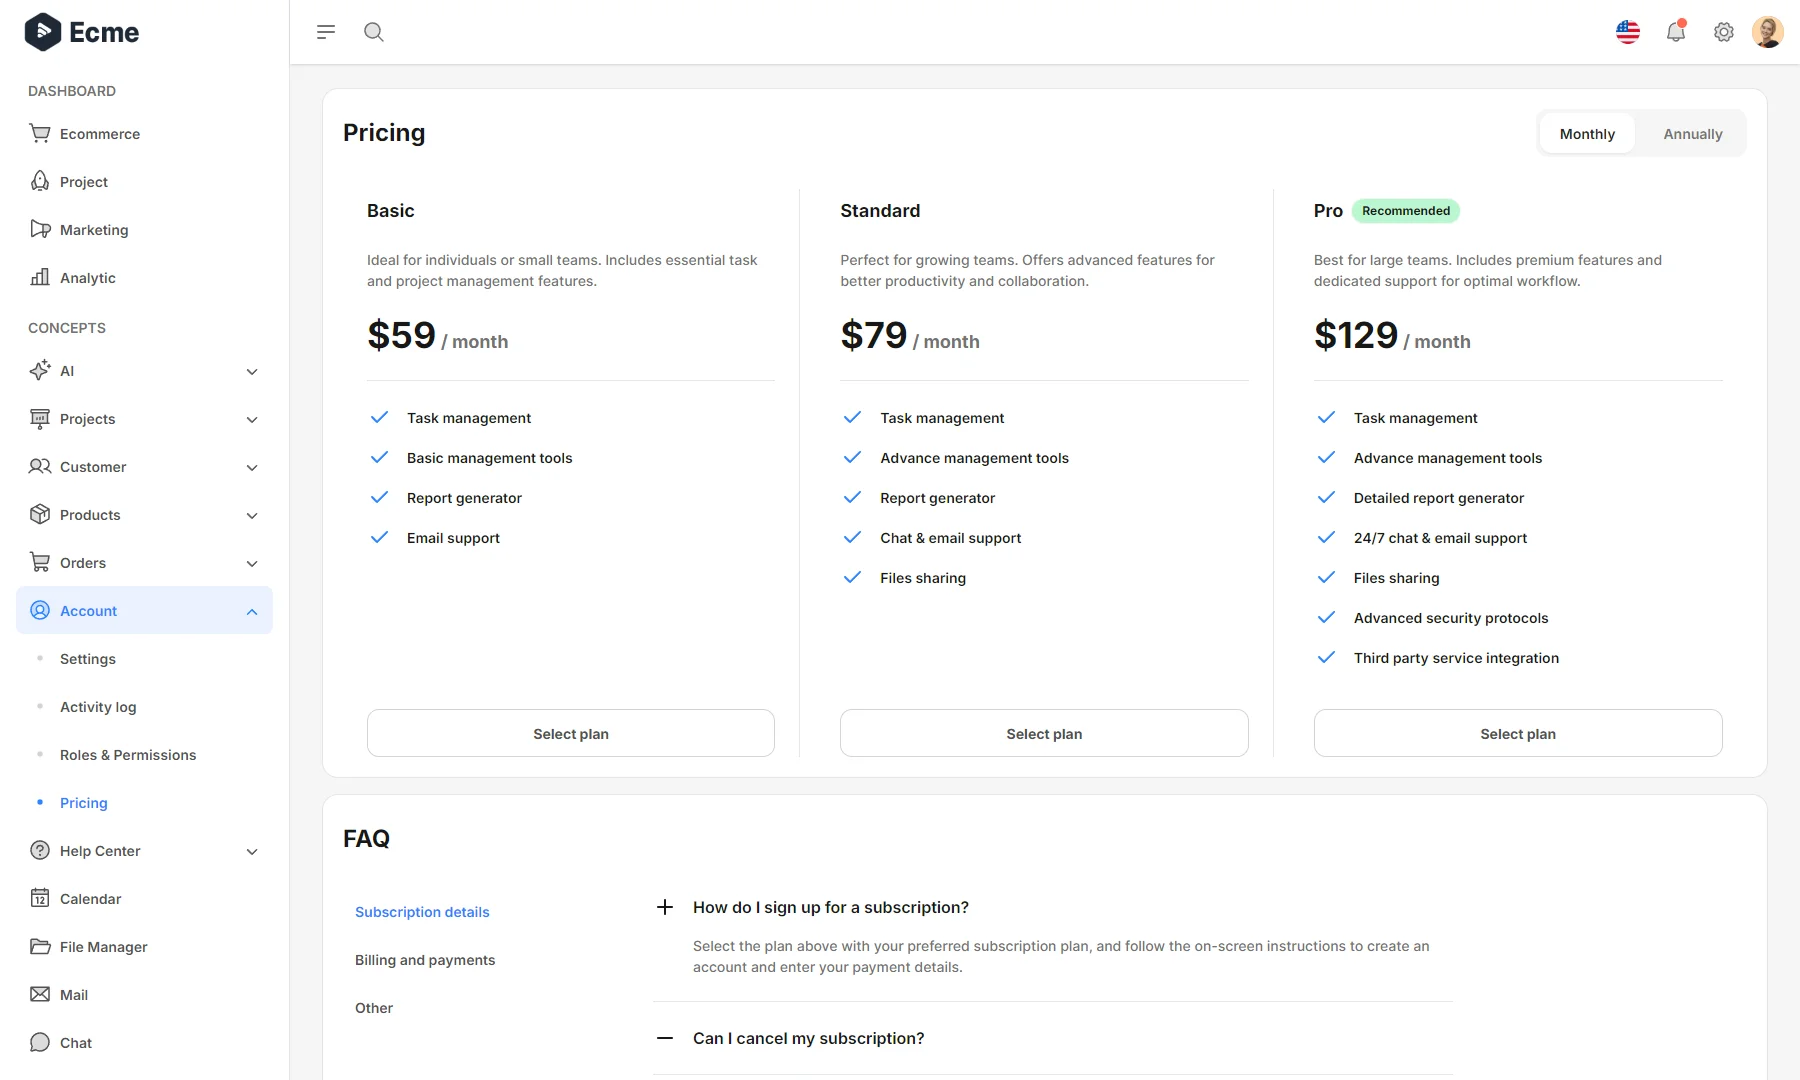 Ecme
DASHBOARD
Ecommerce
Project
Marketing
Analytic
CONCEPTS
AI
Projects
Customer
Products
Orders
Account
Settings
Activity log
Roles & Permissions
Pricing
Help Center
12
Calendar
File Manager
Mail
Chat
Pricing
Monthly
Annually
Basic
Ideal for individuals or small teams. Includes essential task
and project management features.
$59 / month
Task management
Basic management tools
Report generator
Email support
Select plan
Standard
Perfect for growing teams. Offers advanced features for
better productivity and collaboration.
$79 / month
Task management
Advance management tools
Report generator
Chat & email support
Files sharing
Select plan
Pro
Recommended
Best for large teams. Includes premium features and
dedicated support for optimal workflow.
$129 / month
Task management
Advance management tools
Detailed report generator
24/7 chat & email support
Files sharing
Advanced security protocols
Third party service integration
Select plan
FAQ
Subscription details
Billing and payments
Other
How do I sign up for a subscription?
Select the plan above with your preferred subscription plan, and follow the on-screen instructions to create an
account and enter your payment details.
Can I cancel my subscription?